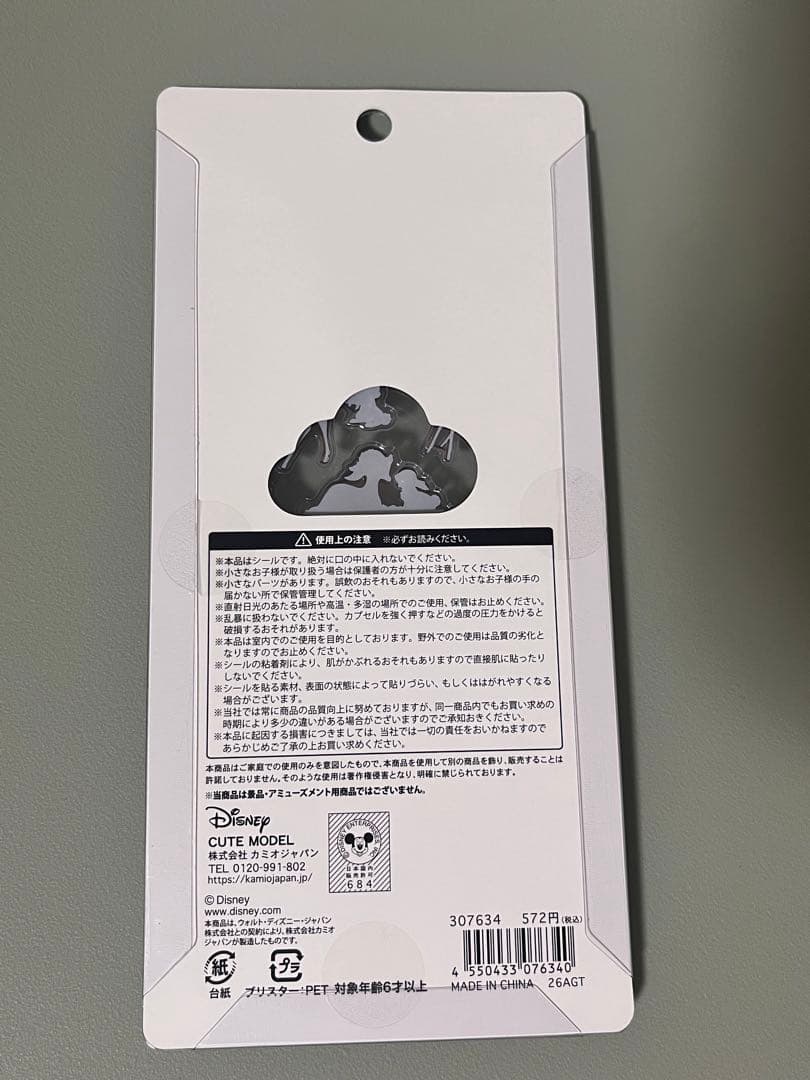 ⚠ 使用上の注意 ※必ずお読みください。
※本品はシールです。絶対に口の中に入れないでください。
※小さなお子様が取り扱う場合は保護者の方が十分に注意してください。
※小さなパーツがあります。誤飲のおそれもありますので、小さなお子様の手の
届かない所で保管管理してください。
※直射日光のあたる場所や高温・多湿の場所でのご使用、保管はお止めください。
※乱暴に扱わないでください。カプセルを強く押すなどの過度の圧力をかけると
破損するおそれがあります。
※本品は室内でのご使用を目的としております。野外でのご使用は品質の劣化と
なりますのでお止めください。
※シールの粘着剤により、肌がかぶれるおそれもありますので直接肌に貼ったり
しないでください。
※シールを貼る素材、表面の状態によって貼りづらい、もしくははがれやすくなる
場合がございます。
※当社では常に商品の品質向上に努めておりますが、同一商品内でもお買い求めの
時期により多少の違いがある場合がございますのでご承知おきください。
※本品に起因する損害につきましては、当社では一切の責任をおいかねますので
あらかじめご了承の上お買い求めください。
本商品はご家庭での使用のみを意図したもので、本商品を使用して別の商品を飾り、販売することは
許諾しておりません。そのような使用は著作権侵害となり、明確に禁じられております。
※当商品は景品・アミューズメント用商品ではございません。
Disney
CUTE MODEL
株式会社 カミオジャパン
TEL 0120-991-802
https://kamiojapan.jp/
© DISNEY ENTERPRISES, INC.
日本国内
販売許可
684
© Disney
www.disney.com
本商品は、ウォルト・ディズニー・ジャパン
株式会社との契約により、株式会社カミオ
ジャパンが製造したものです。
307634 572円(税込)
4 550433 076340
MADE IN CHINA 26AGT
紙
台紙
プラ
ブリスター:PET 対象年齢6才以上